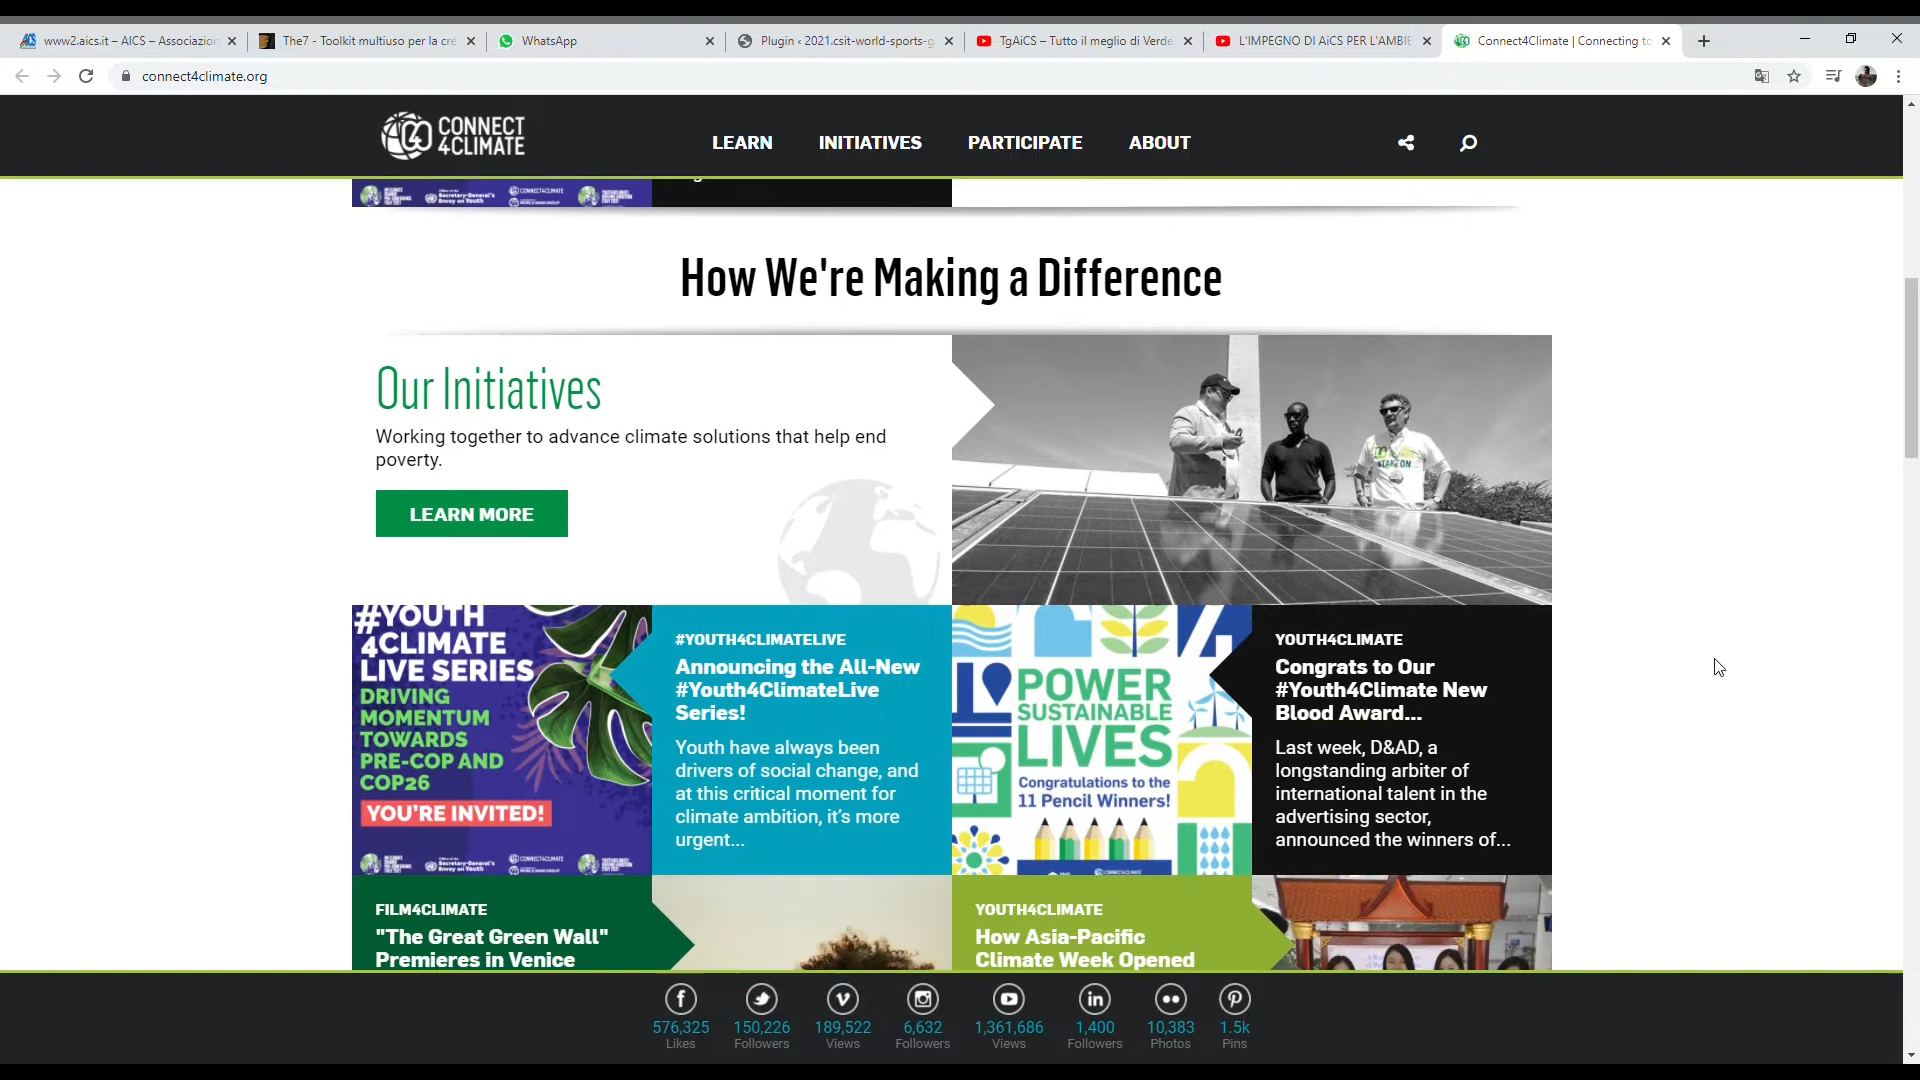 www2.aics.it – AICS – Associazion
The7 - Toolkit multiuso per la cre
WhatsApp
Plugin ‹ 2021.csit-world-sports-g
TgAiCS – Tutto il meglio di Verde
L'IMPEGNO DI AiCS PER L'AMBIE
Connect4Climate | Connecting to
connect4climate.org
CONNECT
4CLIMATE
LEARN
INITIATIVES
PARTICIPATE
ABOUT
How We're Making a Difference
Our Initiatives
Working together to advance climate solutions that help end
poverty.
LEARN MORE
#YOUTH
4CLIMATE
LIVE SERIES
DRIVING
MOMENTUM
TOWARDS
PRE-COP AND
COP26
YOU'RE INVITED!
#YOUTH4CLIMATELIVE
Announcing the All-New
#Youth4ClimateLive
Series!
Youth have always been
drivers of social change, and
at this critical moment for
climate ambition, it's more
urgent...
POWER
SUSTAINABLE
LIVES
Congratulations to the
11 Pencil Winners!
YOUTH4CLIMATE
Congrats to Our
#Youth4Climate New
Blood Award...
Last week, D&AD, a
longstanding arbiter of
international talent in the
advertising sector,
announced the winners of...
FILM4CLIMATE
"The Great Green Wall"
Premieres in Venice
YOUTH4CLIMATE
How Asia-Pacific
Climate Week Opened
576,325
Likes
150,226
Followers
189,522
Views
6,632
Followers
1,361,686
Views
1,400
Followers
10,383
Photos
1.5k
Pins